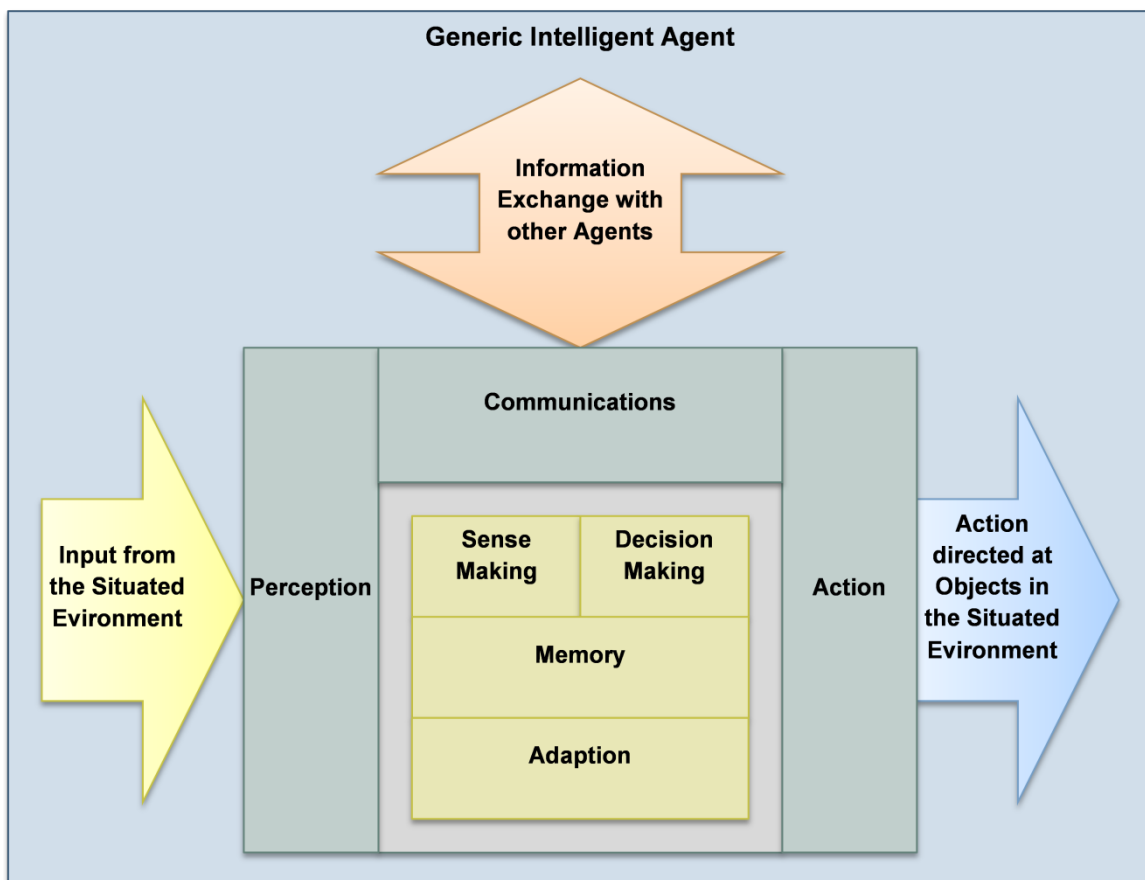 Generic Intelligent Agent
Information
Exchange with
other Agents
Communications
Input from
the Situated
Evironment
Perception
Sense
Making
Decision
Making
Memory
Adaption
Action
Action
directed at
Objects in
the Situated
Evironment